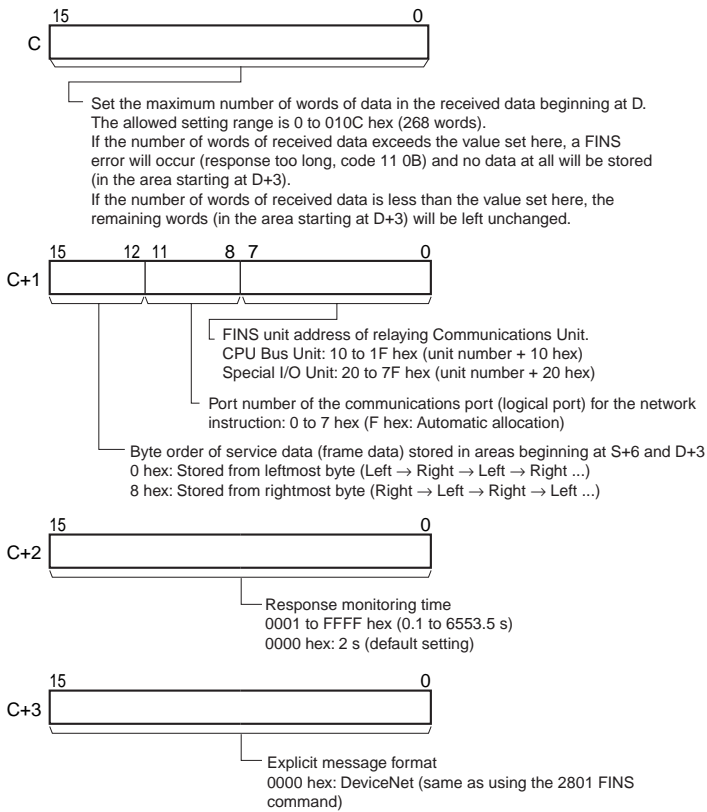 15 0
C
Set the maximum number of words of data in the received data beginning at D.
The allowed setting range is 0 to 010C hex (268 words).
If the number of words of received data exceeds the value set here, a FINS
error will occur (response too long, code 11 0B) and no data at all will be stored
(in the area starting at D+3).
If the number of words of received data is less than the value set here, the
remaining words (in the area starting at D+3) will be left unchanged.
15 12 11 8 7 0
C+1
FINS unit address of relaying Communications Unit.
CPU Bus Unit: 10 to 1F hex (unit number + 10 hex)
Special I/O Unit: 20 to 7F hex (unit number + 20 hex)
Port number of the communications port (logical port) for the network
instruction: 0 to 7 hex (F hex: Automatic allocation)
Byte order of service data (frame data) stored in areas beginning at S+6 and D+3
0 hex: Stored from leftmost byte (Left → Right → Left → Right ...)
8 hex: Stored from rightmost byte (Right → Left → Right → Left ...)
15 0
C+2
Response monitoring time
0001 to FFFF hex (0.1 to 6553.5 s)
0000 hex: 2 s (default setting)
15 0
C+3
Explicit message format
0000 hex: DeviceNet (same as using the 2801 FINS
command)